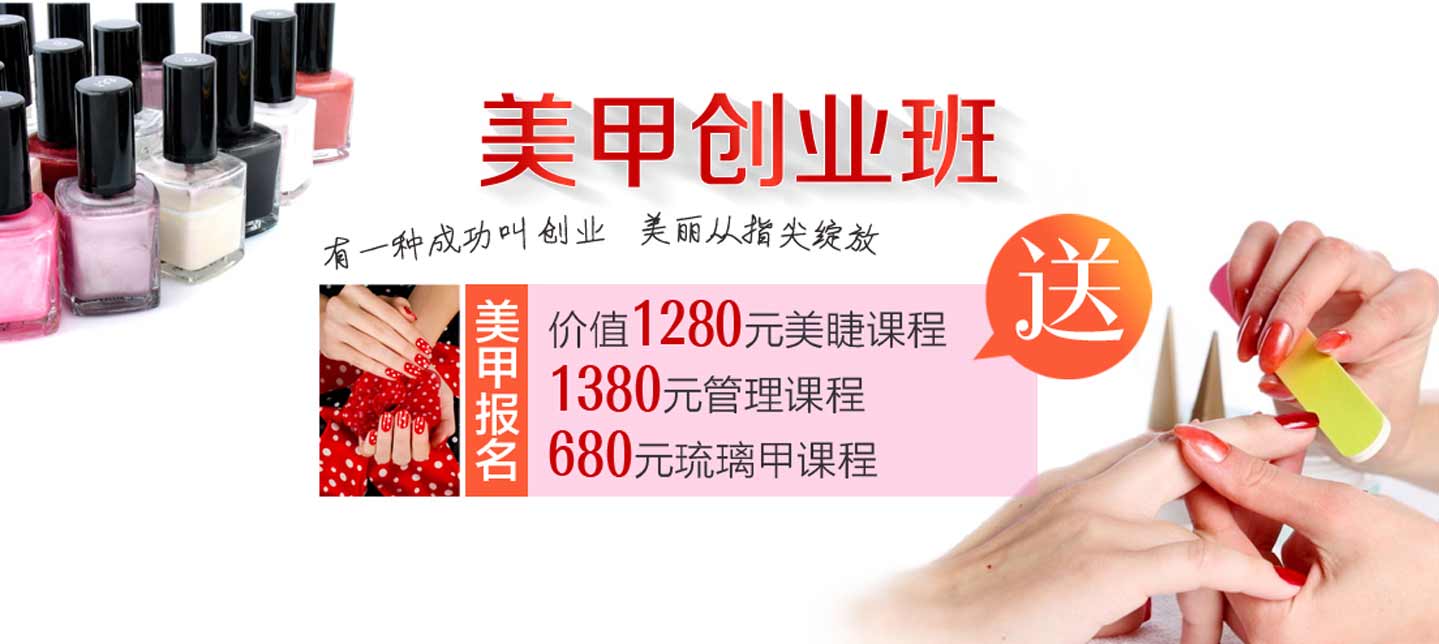 美甲创业班
有一种成功叫创业 美丽从指尖绽放
送
美甲报名
价值1280元美睫课程
1380元管理课程
680元琉璃甲课程